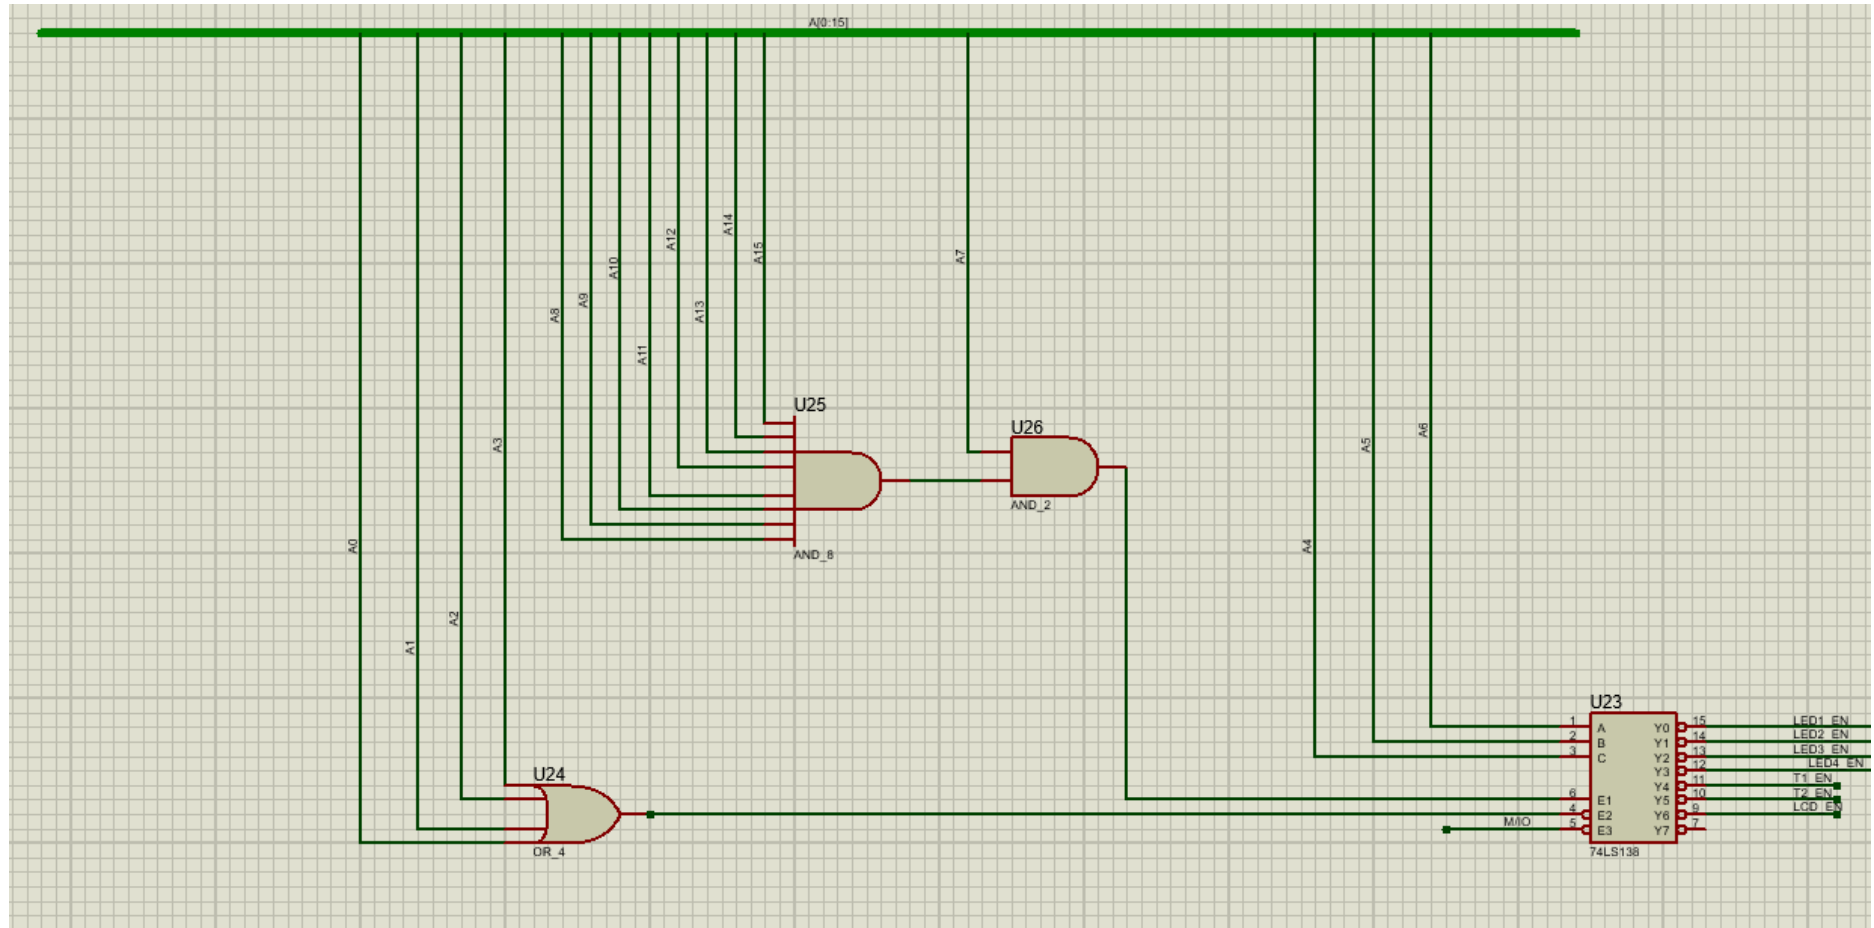 A[0:15]
A14
A12
A15
A7
A10
A9
A13
A8
A11
U25
U26
A6
A5
A3
AND_2
A4
A0
AND_8
A2
A1
U23
1 A Y0 15 LED1_EN
2 B Y1 14 LED2_EN
3 C Y2 13 LED3_EN
Y3 12 LED4_EN
U24
Y4 11 T1_EN
6 E1 Y5 10 T2_EN
4 E2 Y6 9 LCD_EN
M/IO 5 E3 Y7 7
OR_4
74LS138